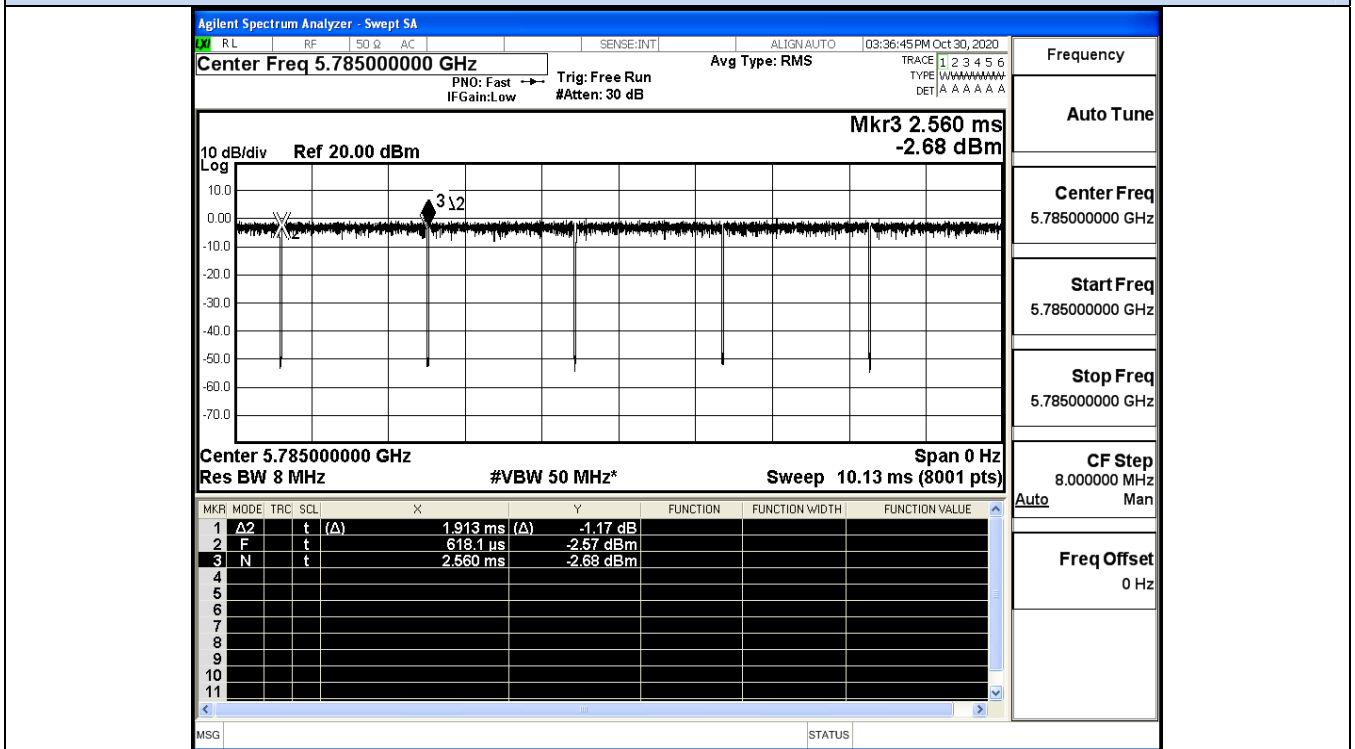 Agilent Spectrum Analyzer - Swept SA
LXI RL RF 50 Ω AC SENSE:INT ALIGN AUTO 03:36:45 PM Oct 30, 2020
Center Freq 5.785000000 GHz
PNO: Fast
IFGain:Low
Trig: Free Run
#Atten: 30 dB
Avg Type: RMS
TRACE 1 2 3 4 5 6
TYPE WWWWWW
DET A A A A A A
Mkr3 2.560 ms
-2.68 dBm
10 dB/div Ref 20.00 dBm
Log
10.0
0.00
-10.0
-20.0
-30.0
-40.0
-50.0
-60.0
-70.0
3 Δ2
Center 5.785000000 GHz Span 0 Hz
Res BW 8 MHz #VBW 50 MHz* Sweep 10.13 ms (8001 pts)
MKR MODE TRC SCL X Y FUNCTION FUNCTION WIDTH FUNCTION VALUE
1 Δ2 t (Δ) 1.913 ms (Δ) -1.17 dB
2 F t 618.1 µs -2.57 dBm
3 N t 2.560 ms -2.68 dBm
4
5
6
7
8
9
10
11
MSG STATUS
Frequency
Auto Tune
Center Freq
5.785000000 GHz
Start Freq
5.785000000 GHz
Stop Freq
5.785000000 GHz
CF Step
8.000000 MHz
Auto Man
Freq Offset
0 Hz